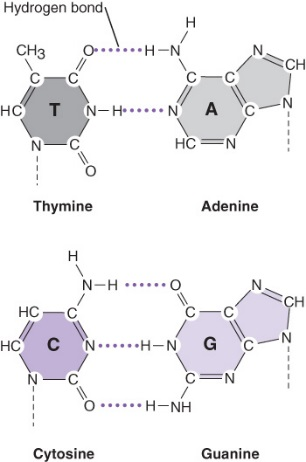 Hydrogen bond
H
CH3 O H N N CH
C C C C
HC T N H N A C N
N C HC N
O
Thymine Adenine
H
N H O N CH
HC C C C
HC C N H N G C N
N C C N
O H NH
Cytosine Guanine